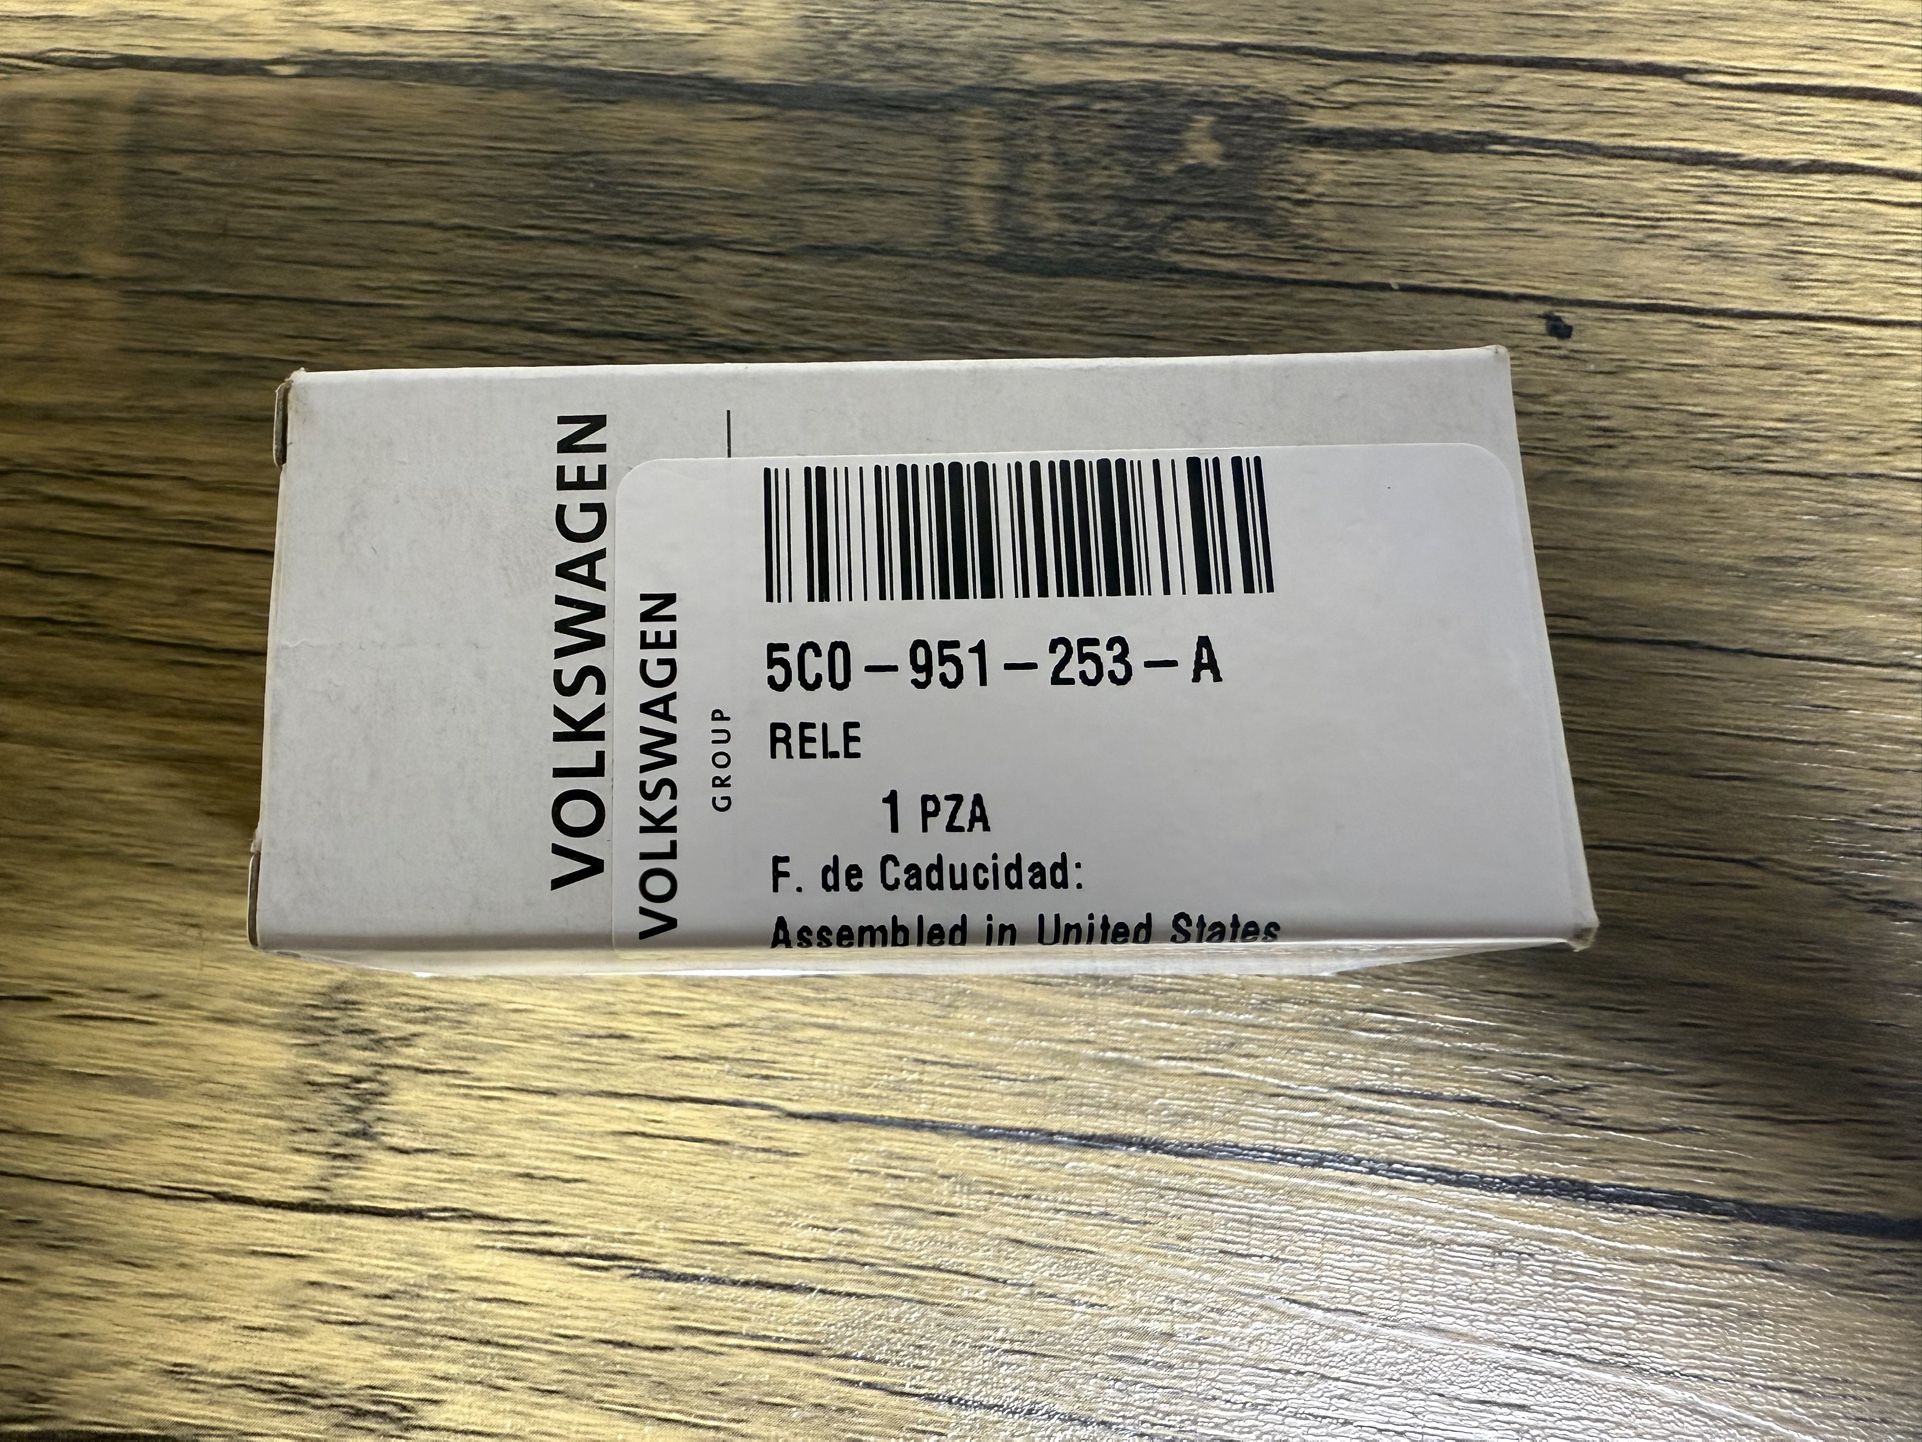 VOLKSWAGEN
VOLKSWAGEN
GROUP
5C0-951-253-A
RELE
1 PZA
F. de Caducidad:
Assembled in United States